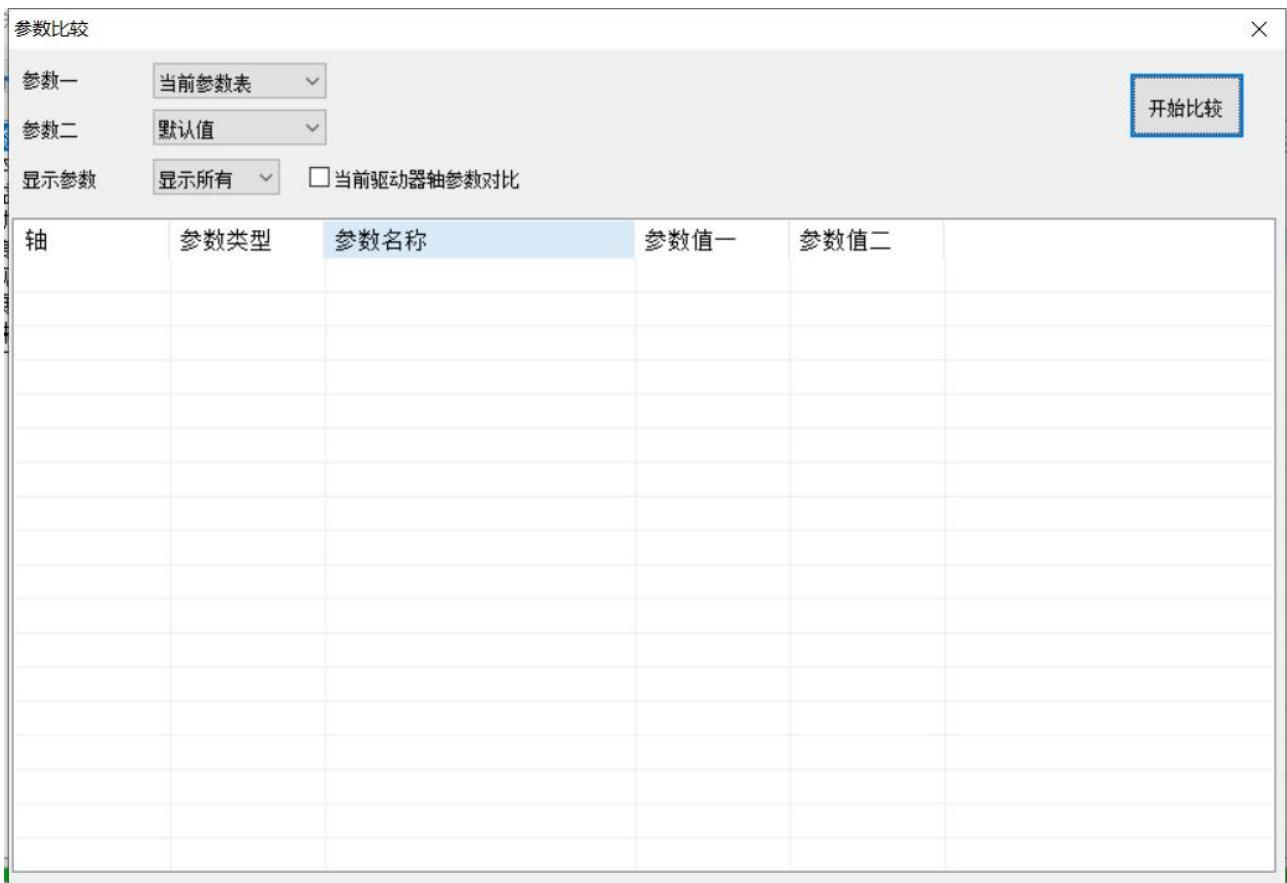 参数比较
参数一 当前参数表
开始比较
参数二 默认值
显示参数 显示所有 当前驱动器轴参数对比
轴 参数类型 参数名称 参数值一 参数值二